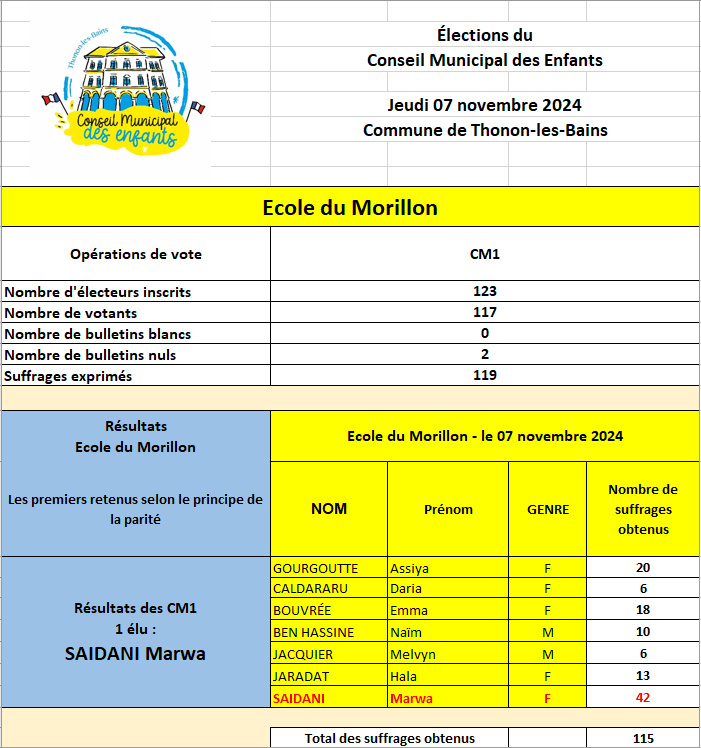 Thonon-les-Bains
Conseil Municipal
des enfants
Élections du
Conseil Municipal des Enfants
Jeudi 07 novembre 2024
Commune de Thonon-les-Bains
Ecole du Morillon
Opérations de vote CM1
Nombre d'électeurs inscrits 123
Nombre de votants 117
Nombre de bulletins blancs 0
Nombre de bulletins nuls 2
Suffrages exprimés 119
Résultats
Ecole du Morillon
Les premiers retenus selon le principe de
la parité
Ecole du Morillon - le 07 novembre 2024
NOM Prénom GENRE Nombre de
suffrages
obtenus
Résultats des CM1
1 élu :
SAIDANI Marwa
GOURGOUTTE Assiya F 20
CALDARARU Daria F 6
BOUVRÉE Emma F 18
BEN HASSINE Naïm M 10
JACQUIER Melvyn M 6
JARADAT Hala F 13
SAIDANI Marwa F 42
Total des suffrages obtenus 115